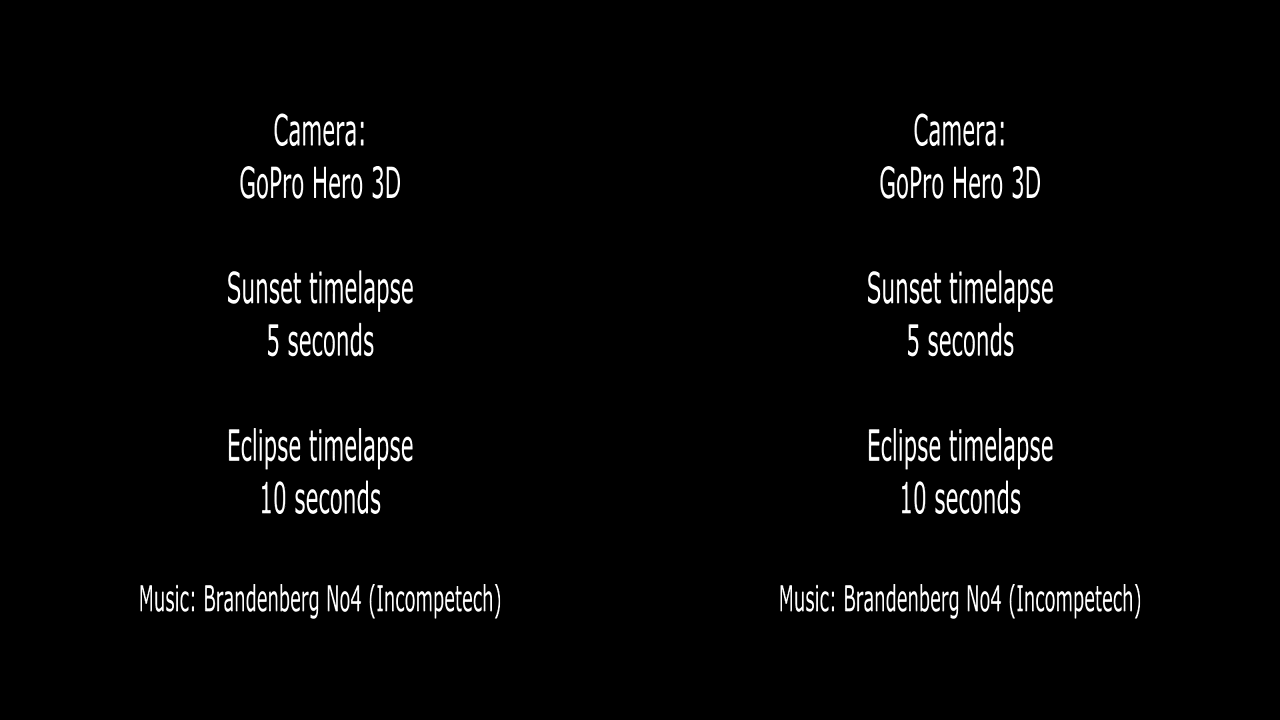 Camera:
GoPro Hero 3D
Sunset timelapse
5 seconds
Eclipse timelapse
10 seconds
Music: Brandenberg No4 (Incompetech)
Camera:
GoPro Hero 3D
Sunset timelapse
5 seconds
Eclipse timelapse
10 seconds
Music: Brandenberg No4 (Incompetech)